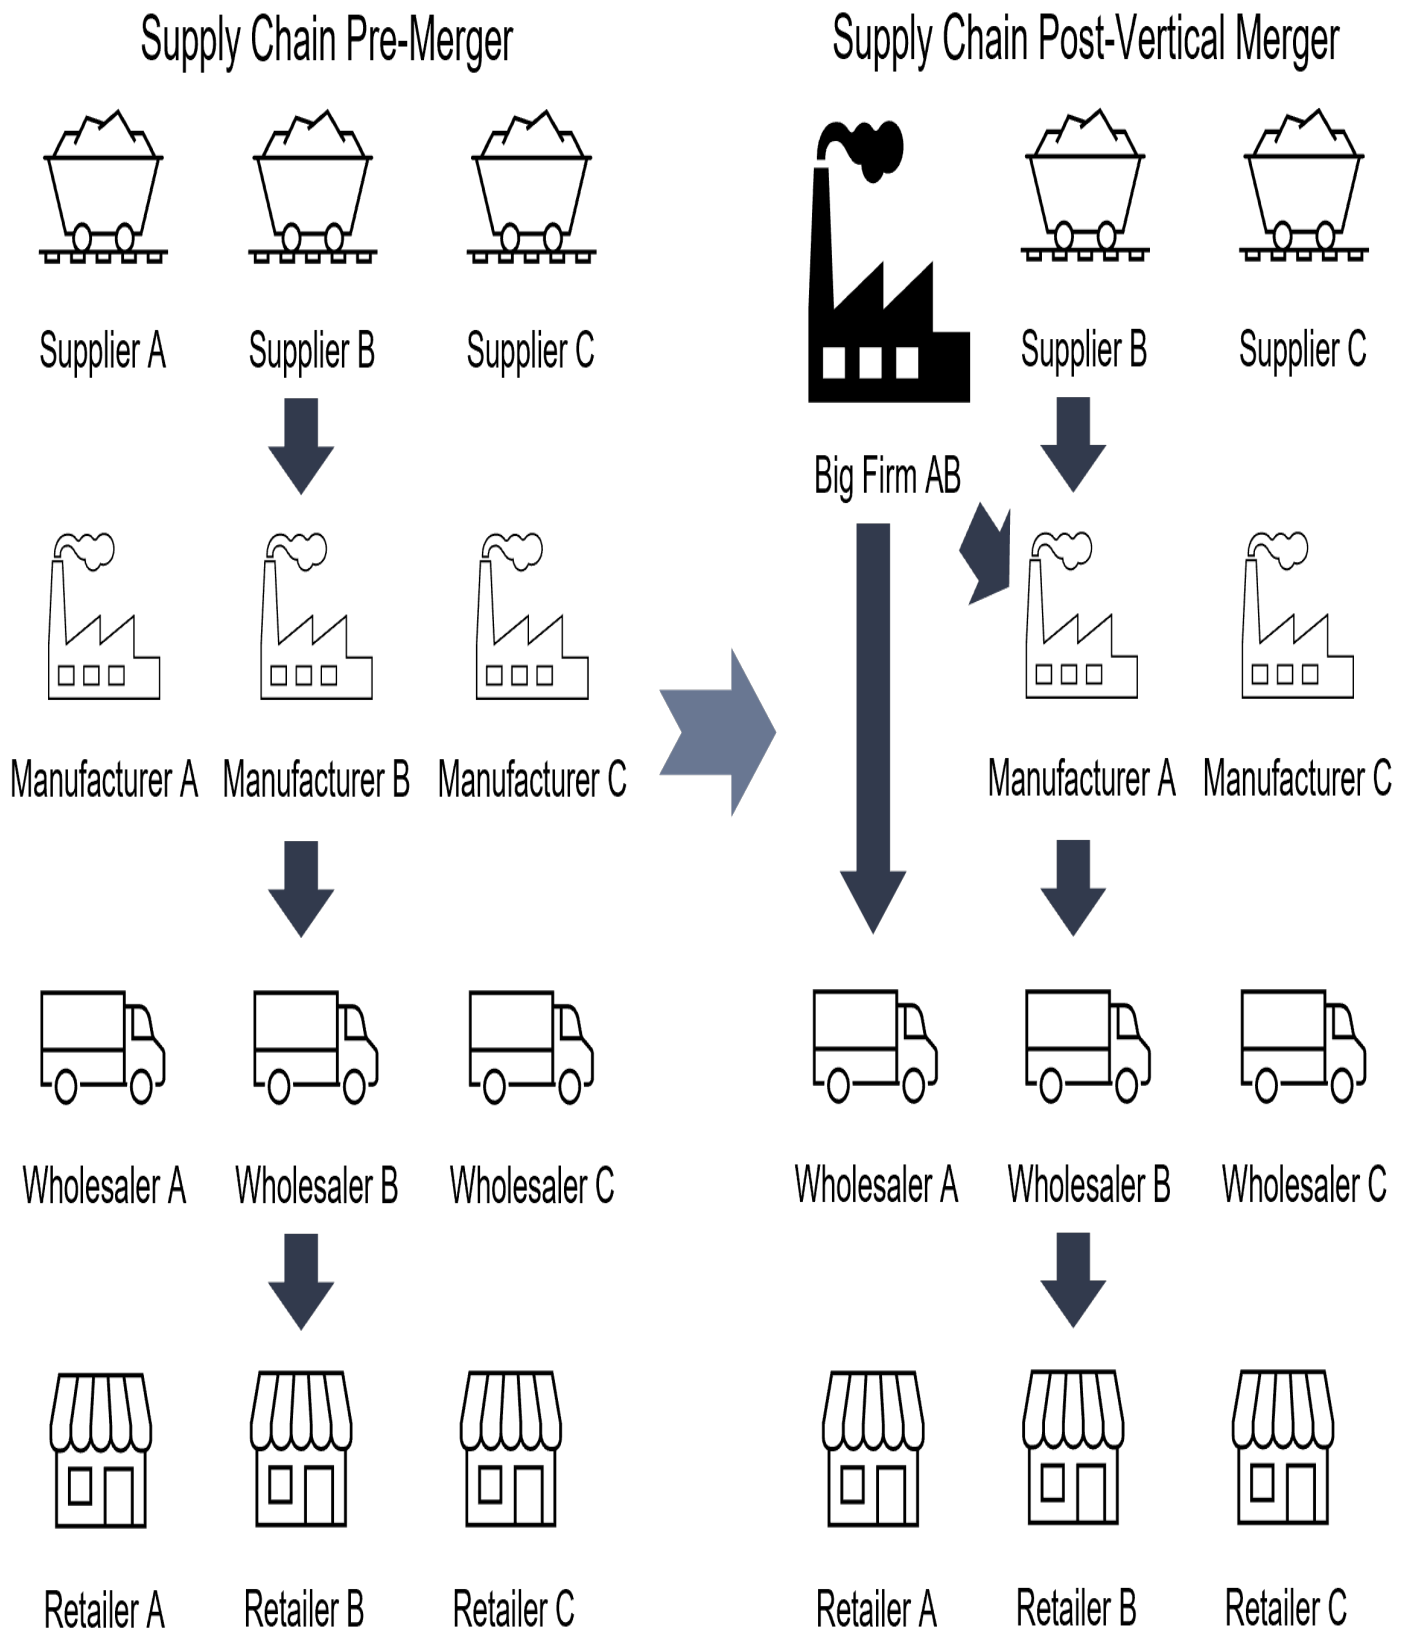 Supply Chain Pre-Merger
Supplier A
Supplier B
Supplier C
Manufacturer A
Manufacturer B
Manufacturer C
Wholesaler A
Wholesaler B
Wholesaler C
Retailer A
Retailer B
Retailer C
Supply Chain Post-Vertical Merger
Big Firm AB
Supplier B
Supplier C
Manufacturer A
Manufacturer C
Wholesaler A
Wholesaler B
Wholesaler C
Retailer A
Retailer B
Retailer C